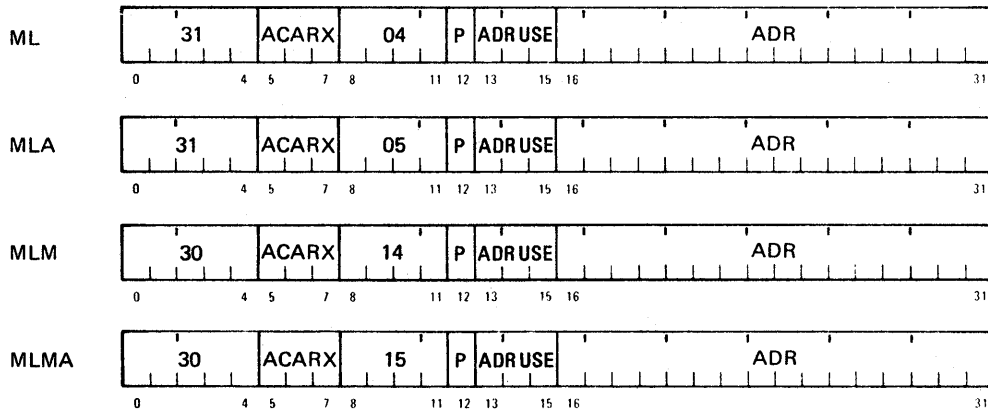 ML 31 ACARX 04 P ADR USE ADR
0 4 5 7 8 11 12 13 15 16 31
MLA 31 ACARX 05 P ADR USE ADR
0 4 5 7 8 11 12 13 15 16 31
MLM 30 ACARX 14 P ADR USE ADR
0 4 5 7 8 11 12 13 15 16 31
MLMA 30 ACARX 15 P ADR USE ADR
0 4 5 7 8 11 12 13 15 16 31